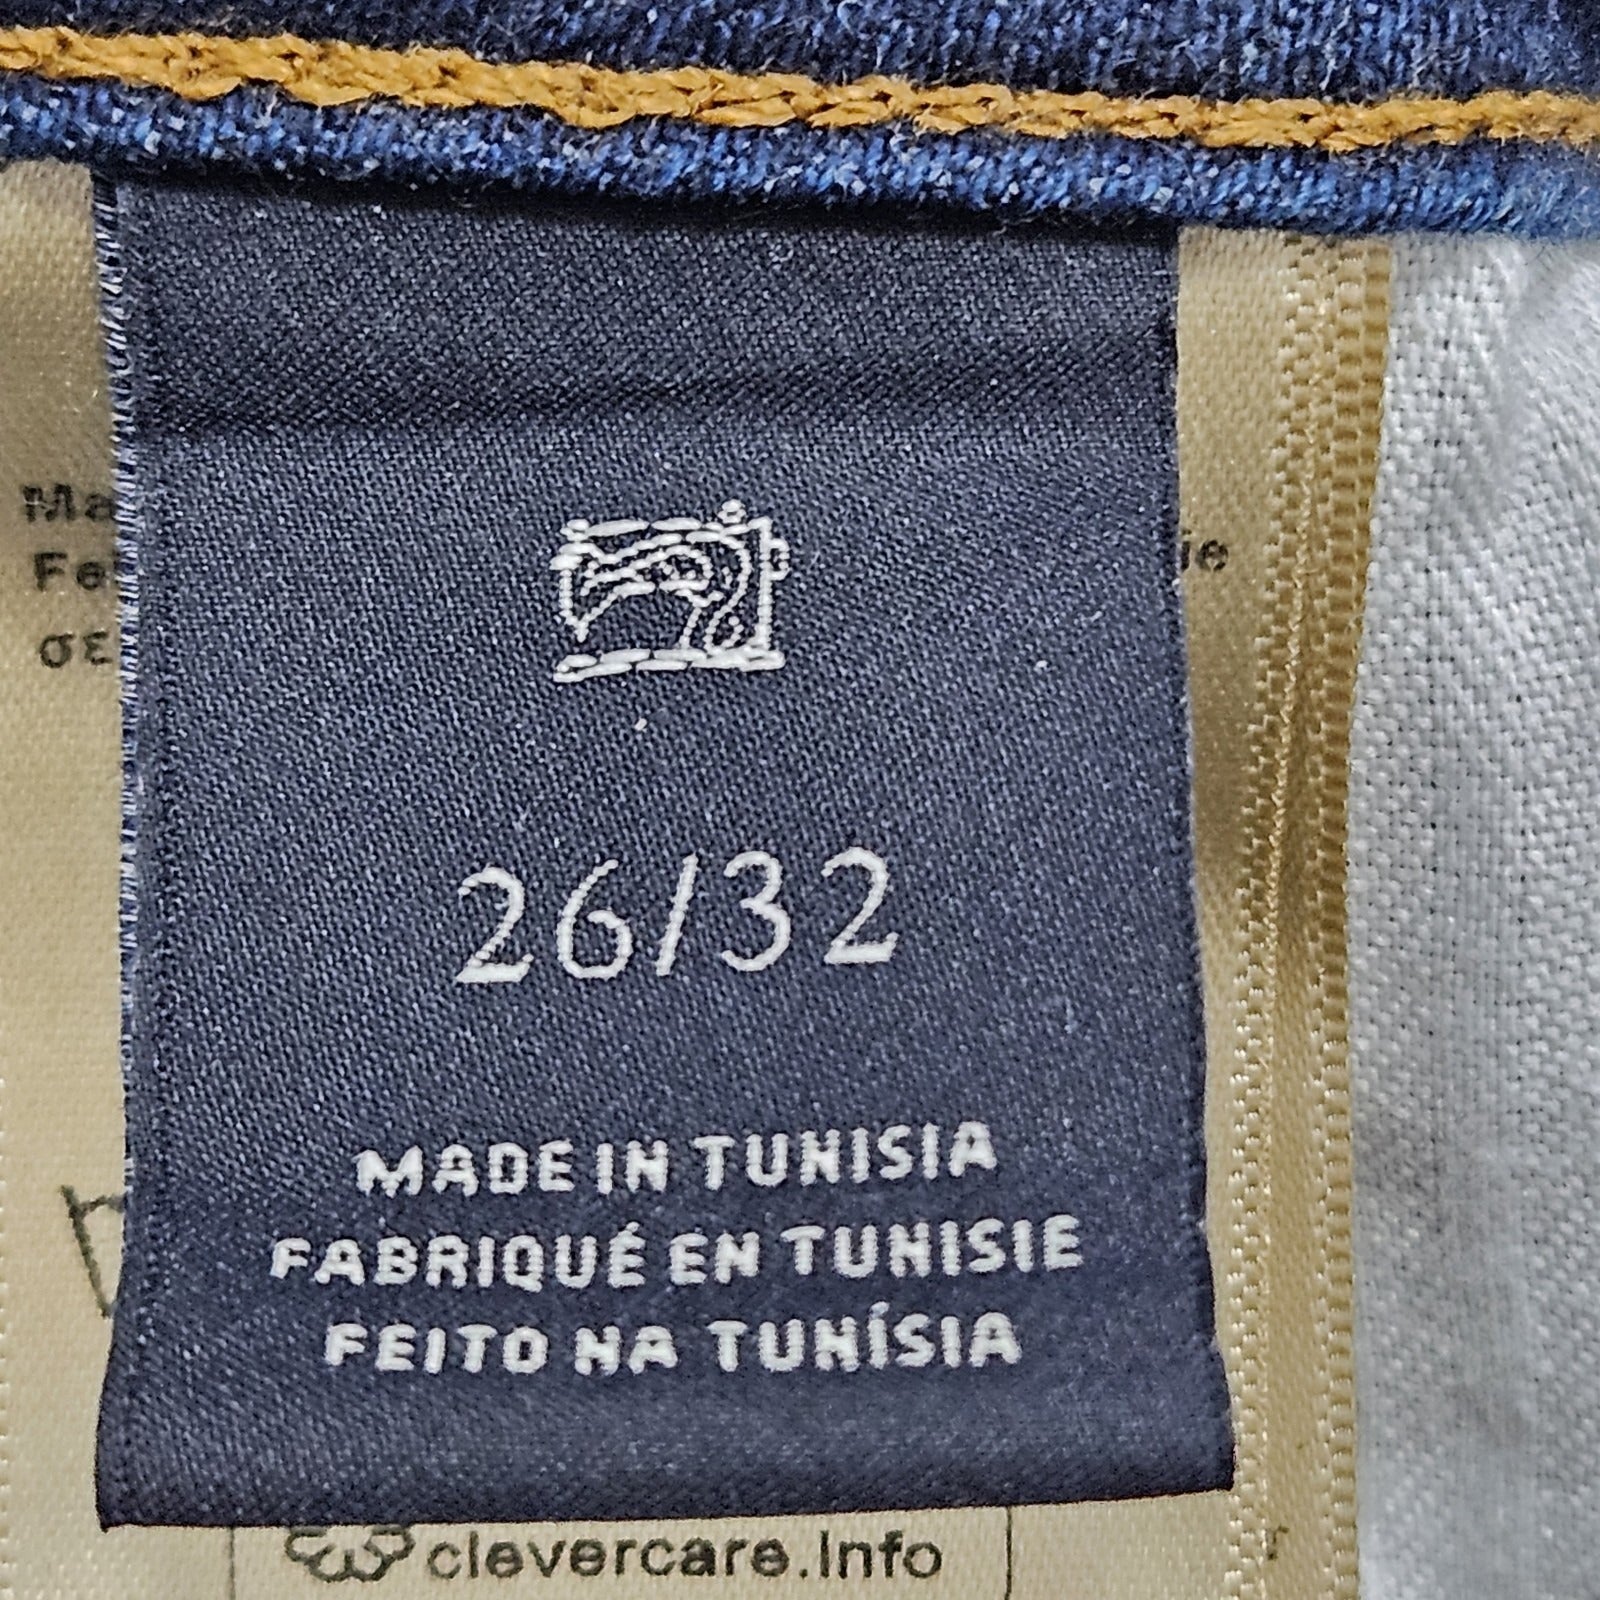 26/32
MADE IN TUNISIA
FABRIQUÉ EN TUNISIE
FEITO NA TUNÍSIA
clevercare.info